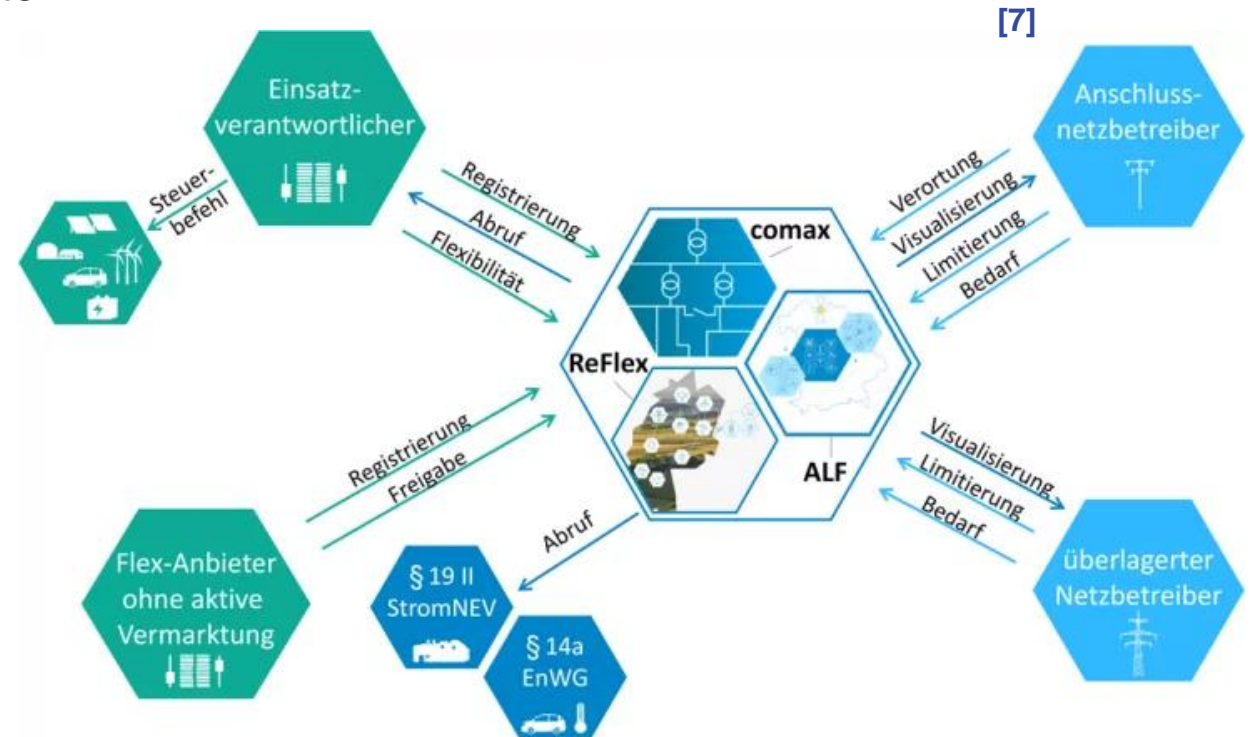 [7]
Einsatz-
verantwortlicher
Anschluss-
netzbetreiber
Steuer-
befehl
Registrierung
Abruf
Flexibilität
Verortung
Visualisierung
Limitierung
Bedarf
comax
ReFlex
ALF
Registrierung
Freigabe
Abruf
Visualisierung
Limitierung
Bedarf
Flex-Anbieter
ohne aktive
Vermarktung
§ 19 II
StromNEV
§ 14a
EnWG
überlagerter
Netzbetreiber